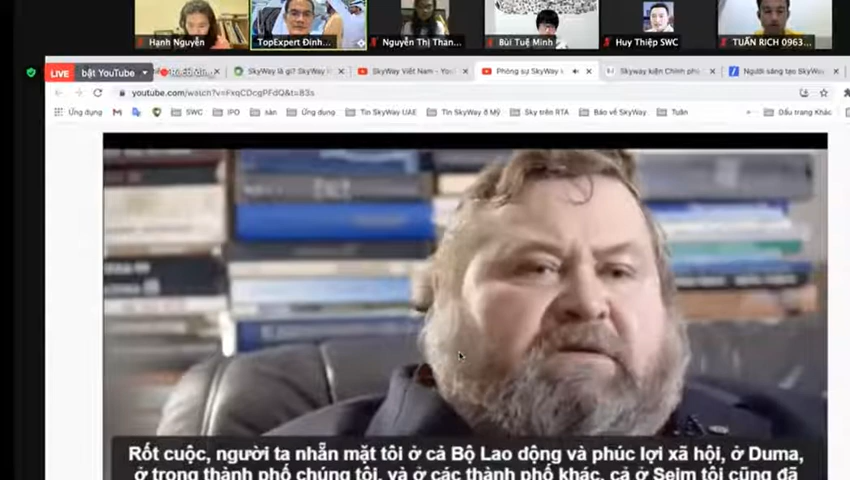 Hạnh Nguyễn
TopExpert Đình...
Nguyễn Thị Than...
Bùi Tuệ Minh
Huy Thiệp SWC
TUẤN RICH 0963...
LIVE
bật YouTube
SkyWay là gì? SkyWay
SkyWay Việt Nam - You
Phóng sự SkyWay
Skyway kiện Chính ph
Người sáng tạo SkyWay
youtube.com/watch?v=FxqCDcgPFdQ&t=83s
Ứng dụng
SWC
IPO
sàn
Ứng dụng
Tin SkyWay UAE
Tin SkyWay ở Mỹ
Sky trên RTA
Báo về SkyWay
Tuấn
Dấu trang Khác
Rốt cuộc, người ta nhẵn mặt tôi ở cả Bộ Lao động và phúc lợi xã hội, ở Duma,
ở trong thành phố chúng tôi, và ở các thành phố khác, cả ở Seim tôi cũng đã